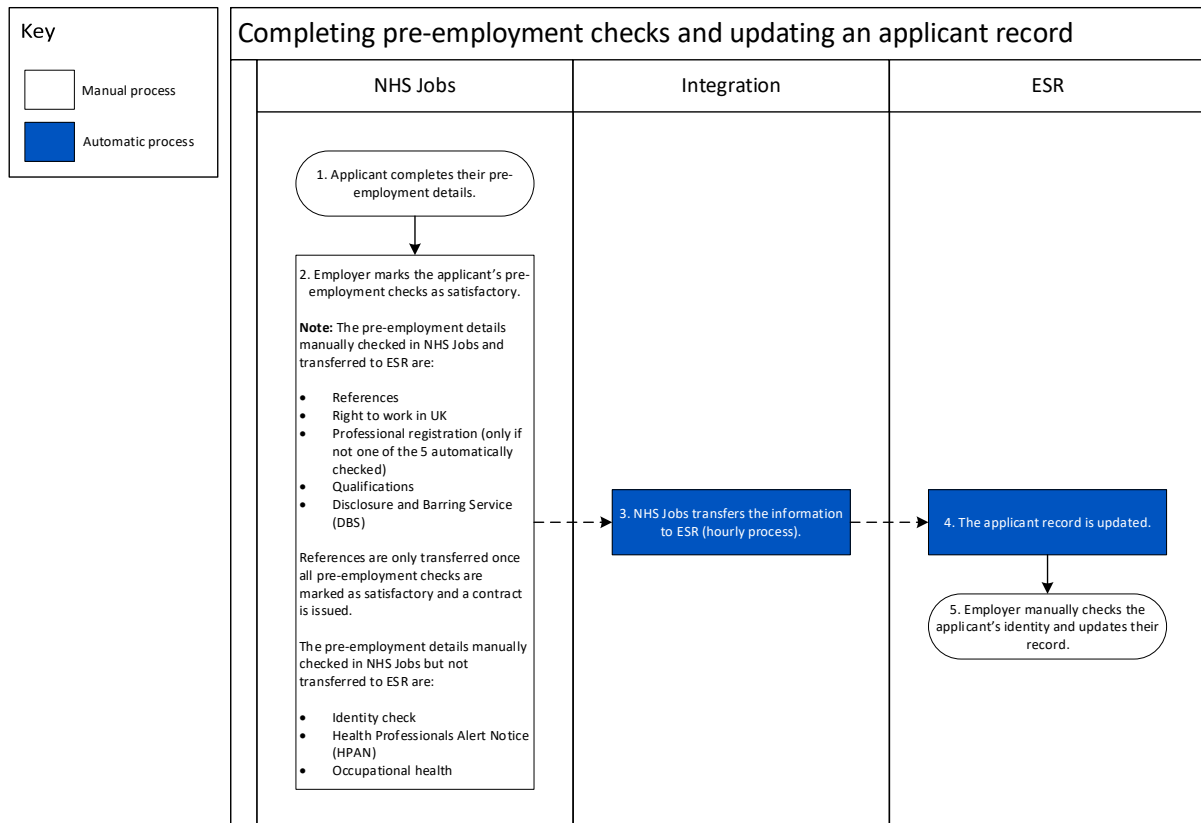 Key
Manual process
Automatic process
Completing pre-employment checks and updating an applicant record
NHS Jobs
Integration
ESR
1. Applicant completes their pre-
employment details.
2. Employer marks the applicant’s pre-
employment checks as satisfactory.
Note: The pre-employment details
manually checked in NHS Jobs and
transferred to ESR are:
• References
• Right to work in UK
• Professional registration (only if
not one of the 5 automatically
checked)
• Qualifications
• Disclosure and Barring Service
(DBS)
References are only transferred once
all pre-employment checks are
marked as satisfactory and a contract
is issued.
The pre-employment details manually
checked in NHS Jobs but not
transferred to ESR are:
• Identity check
• Health Professionals Alert Notice
(HPAN)
• Occupational health
3. NHS Jobs transfers the information
to ESR (hourly process).
4. The applicant record is updated.
5. Employer manually checks the
applicant’s identity and updates their
record.